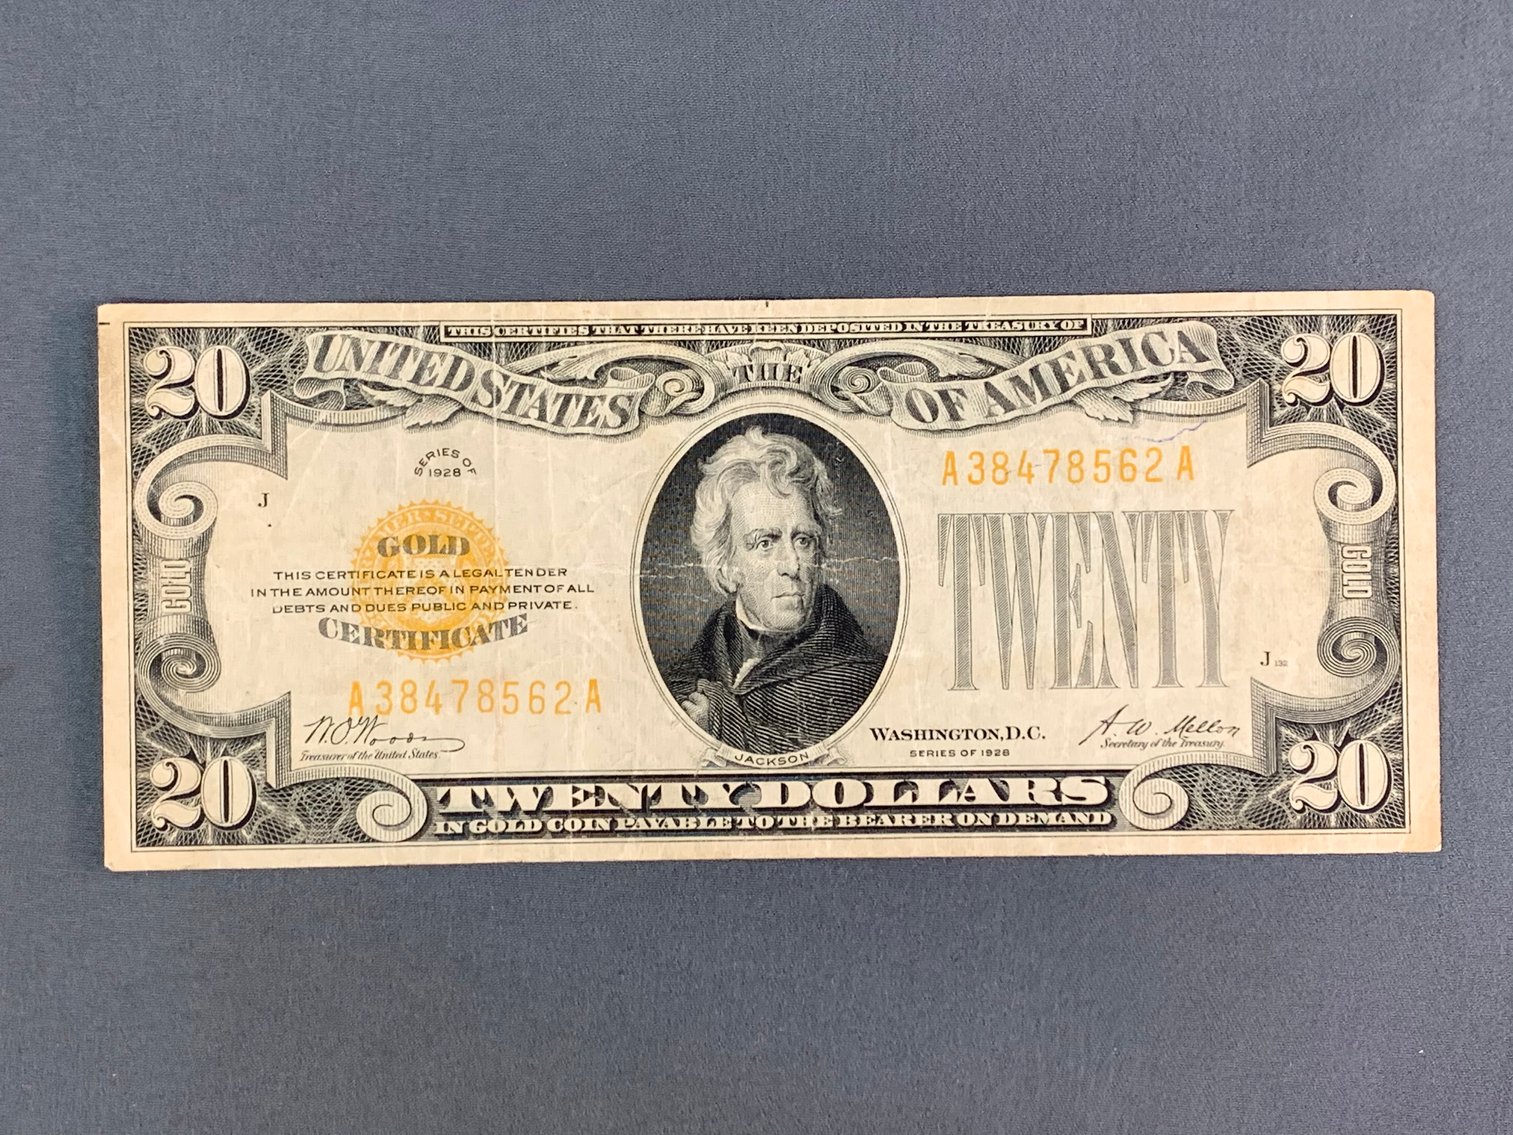 THIS CERTIFIES THAT THERE HAVE BEEN DEPOSITED IN THE TREASURY OF
20 UNITED STATES THE OF AMERICA 20
SERIES OF
1928
J
A38478562A
GOLD
THIS CERTIFICATE IS A LEGAL TENDER
IN THE AMOUNT THEREOF IN PAYMENT OF ALL
DEBTS AND DUES PUBLIC AND PRIVATE.
CERTIFICATE
GOLD
TWENTY
GOLD
J 132
A38478562A
W.O. Woods
Treasurer of the United States
JACKSON
WASHINGTON, D.C.
SERIES OF 1928
A. W. Mellon
Secretary of the Treasury.
20 TWENTY DOLLARS 20
IN GOLD COIN PAYABLE TO THE BEARER ON DEMAND